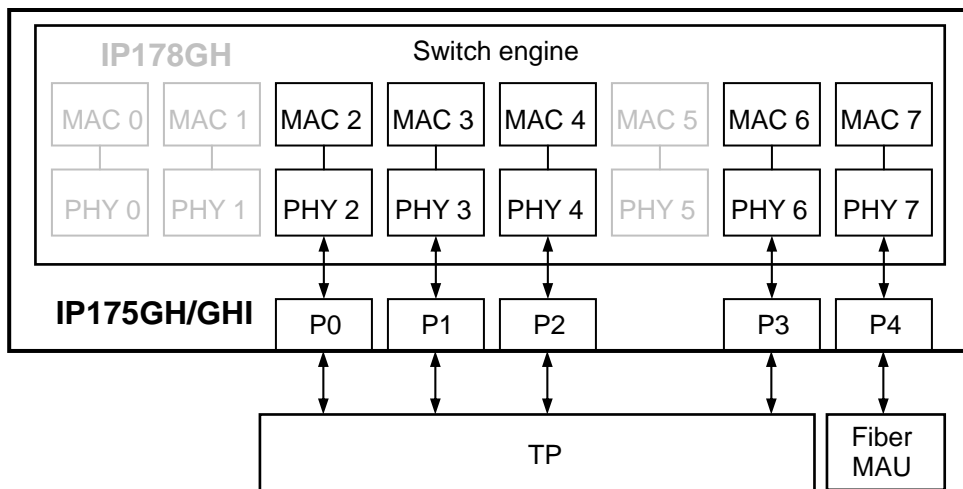 IP178GH Switch engine
MAC 0 MAC 1 MAC 2 MAC 3 MAC 4 MAC 5 MAC 6 MAC 7
PHY 0 PHY 1 PHY 2 PHY 3 PHY 4 PHY 5 PHY 6 PHY 7
IP175GH/GHI P0 P1 P2 P3 P4
TP
Fiber
MAU